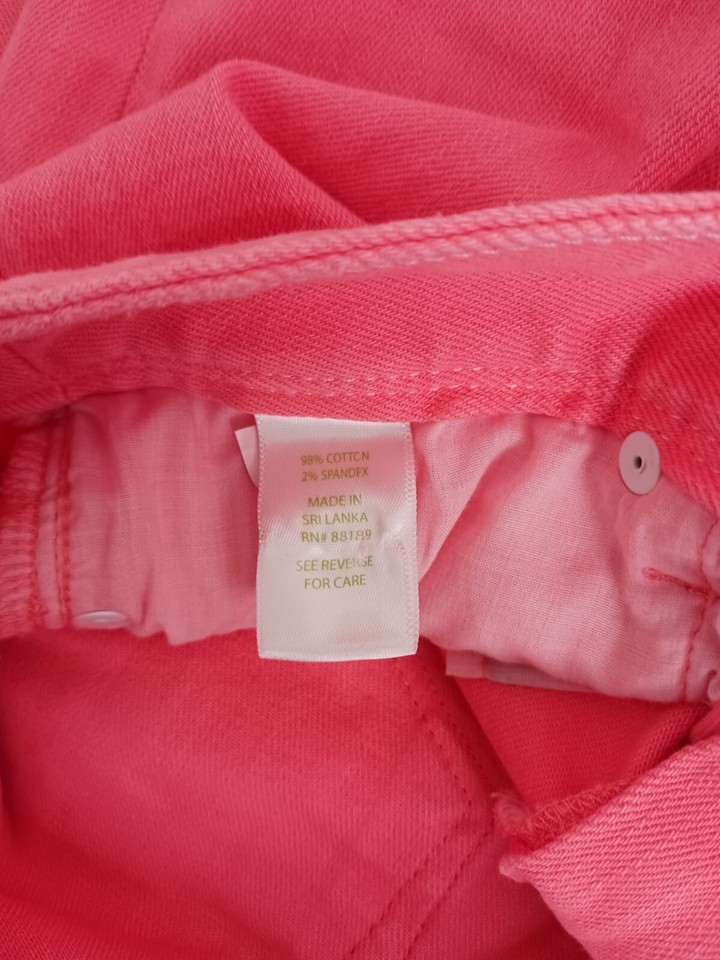 98% COTTON
2% SPANDEX
MADE IN
SRI LANKA
RN# 88189
SEE REVERSE
FOR CARE